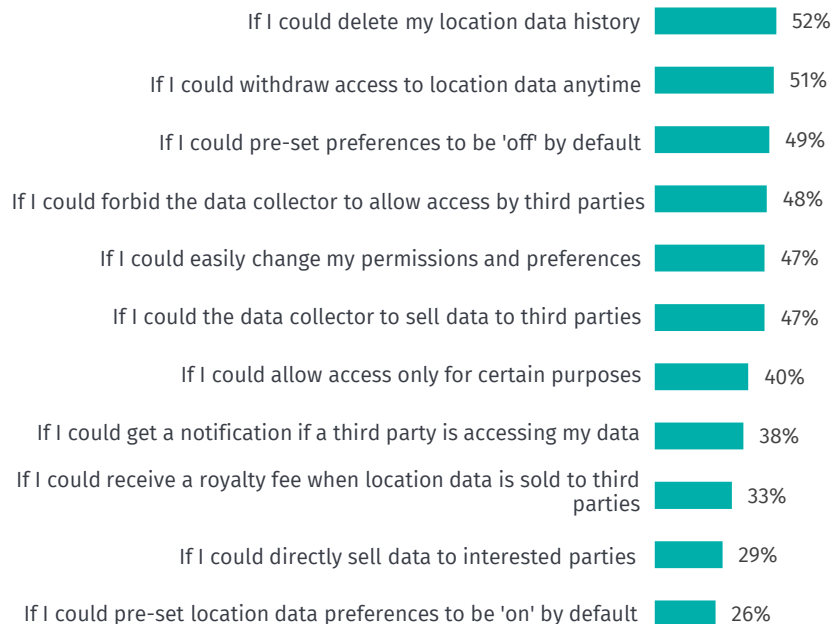 If I could delete my location data history 52%
If I could withdraw access to location data anytime 51%
If I could pre-set preferences to be 'off' by default 49%
If I could forbid the data collector to allow access by third parties 48%
If I could easily change my permissions and preferences 47%
If I could the data collector to sell data to third parties 47%
If I could allow access only for certain purposes 40%
If I could get a notification if a third party is accessing my data 38%
If I could receive a royalty fee when location data is sold to third
parties 33%
If I could directly sell data to interested parties 29%
If I could pre-set location data preferences to be 'on' by default 26%